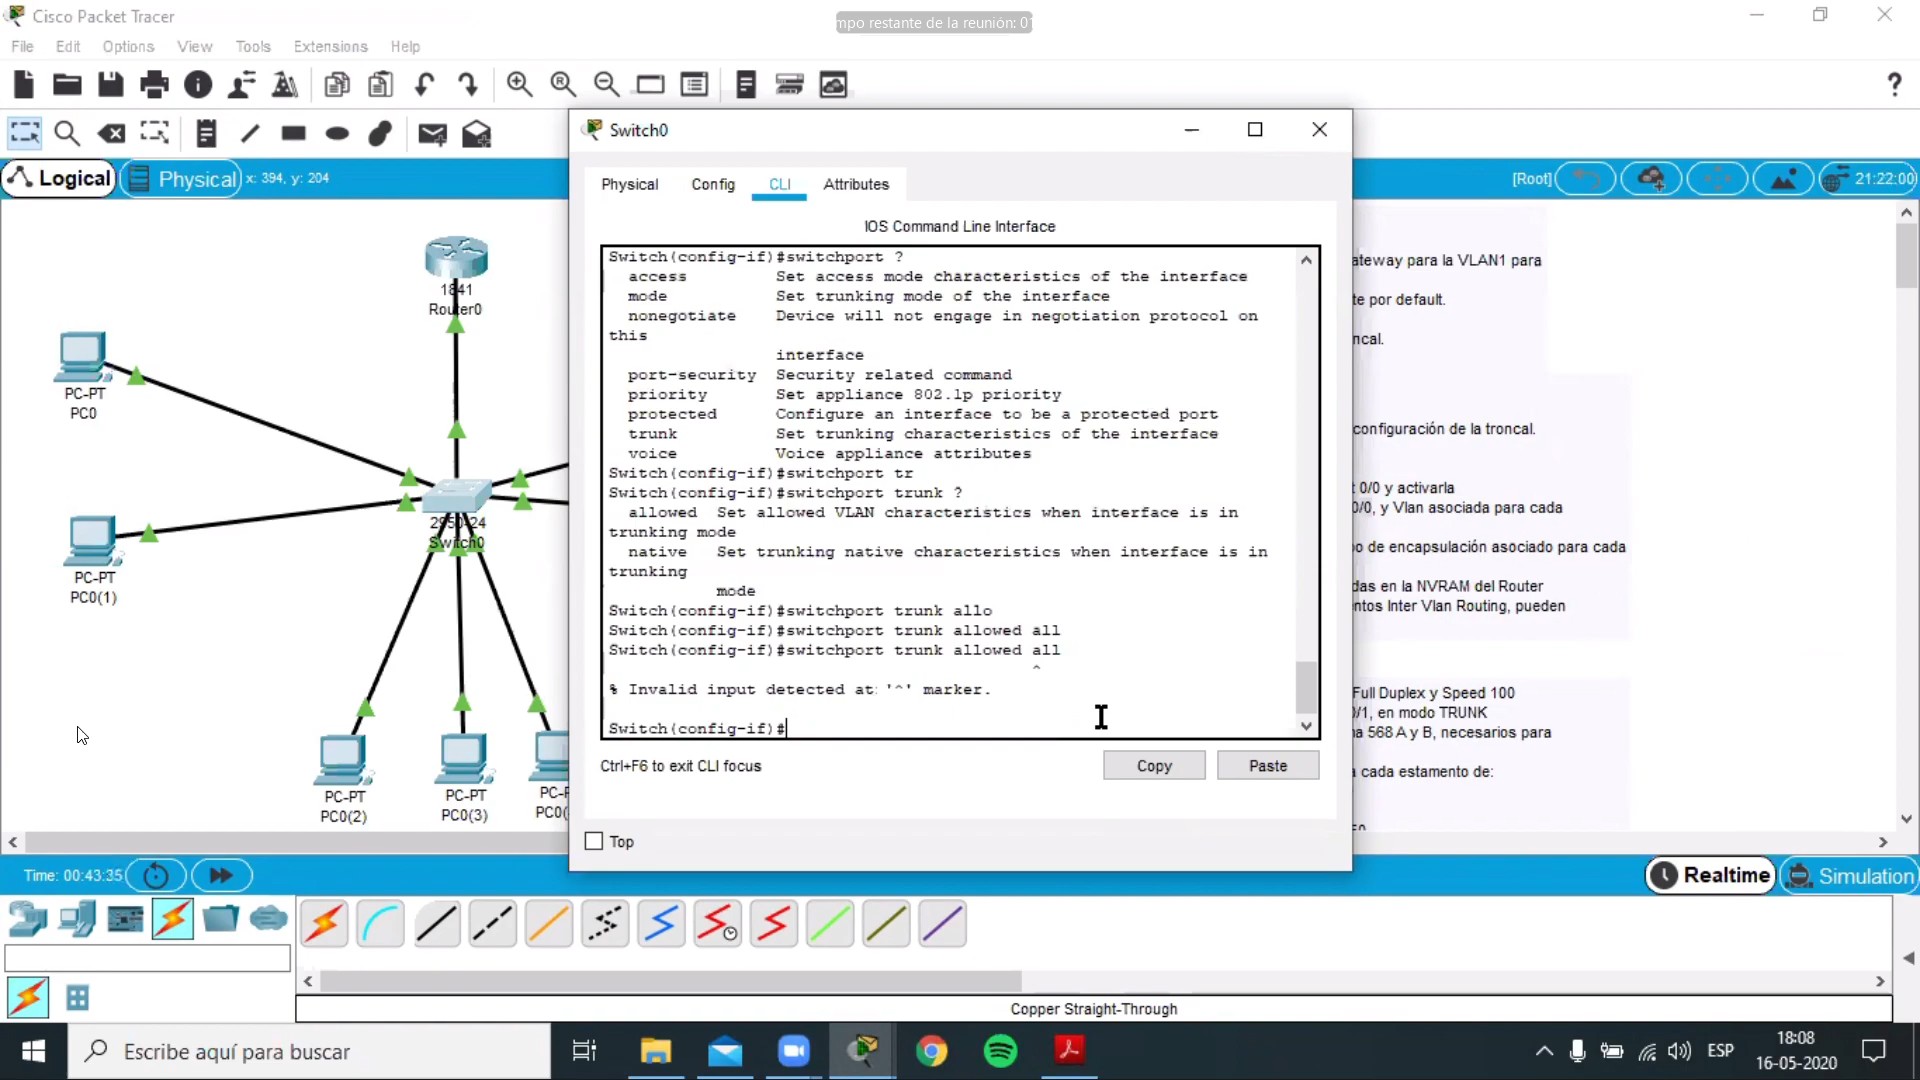 Cisco Packet Tracer
mpo restante de la reunión: 0
File Edit Options View Tools Extensions Help
?
Logical
Physical
x: 394, y: 204
[Root]
21:22:00
Switch0
Physical Config CLI Attributes
IOS Command Line Interface
Switch(config-if)#switchport ?
access Set access mode characteristics of the interface
mode Set trunking mode of the interface
nonegotiate Device will not engage in negotiation protocol on
this
interface
port-security Security related command
priority Set appliance 802.1p priority
protected Configure an interface to be a protected port
trunk Set trunking characteristics of the interface
voice Voice appliance attributes
Switch(config-if)#switchport tr
Switch(config-if)#switchport trunk ?
allowed Set allowed VLAN characteristics when interface is in
trunking mode
native Set trunking native characteristics when interface is in
trunking
mode
Switch(config-if)#switchport trunk allo
Switch(config-if)#switchport trunk allowed all
Switch(config-if)#switchport trunk allowed all
^
% Invalid input detected at '^' marker.
Switch(config-if)#
Ctrl+F6 to exit CLI focus
Copy
Paste
Top
1841
Router0
PC-PT
PC0
PC-PT
PC0(1)
2950-24
Switch0
PC-PT
PC0(2)
PC-PT
PC0(3)
PC-P
PC0(
ateway para la VLAN1 para
te por default.
ncal.
configuración de la troncal.
t 0/0 y activarla
0/0, y Vlan asociada para cada
o de encapsulación asociado para cada
das en la NVRAM del Router
ntos Inter Vlan Routing, pueden
Full Duplex y Speed 100
0/1, en modo TRUNK
a 568 A y B, necesarios para
a cada estamento de:
Time: 00:43:35
Realtime
Simulation
Copper Straight-Through
Escribe aquí para buscar
ESP
18:08
16-05-2020